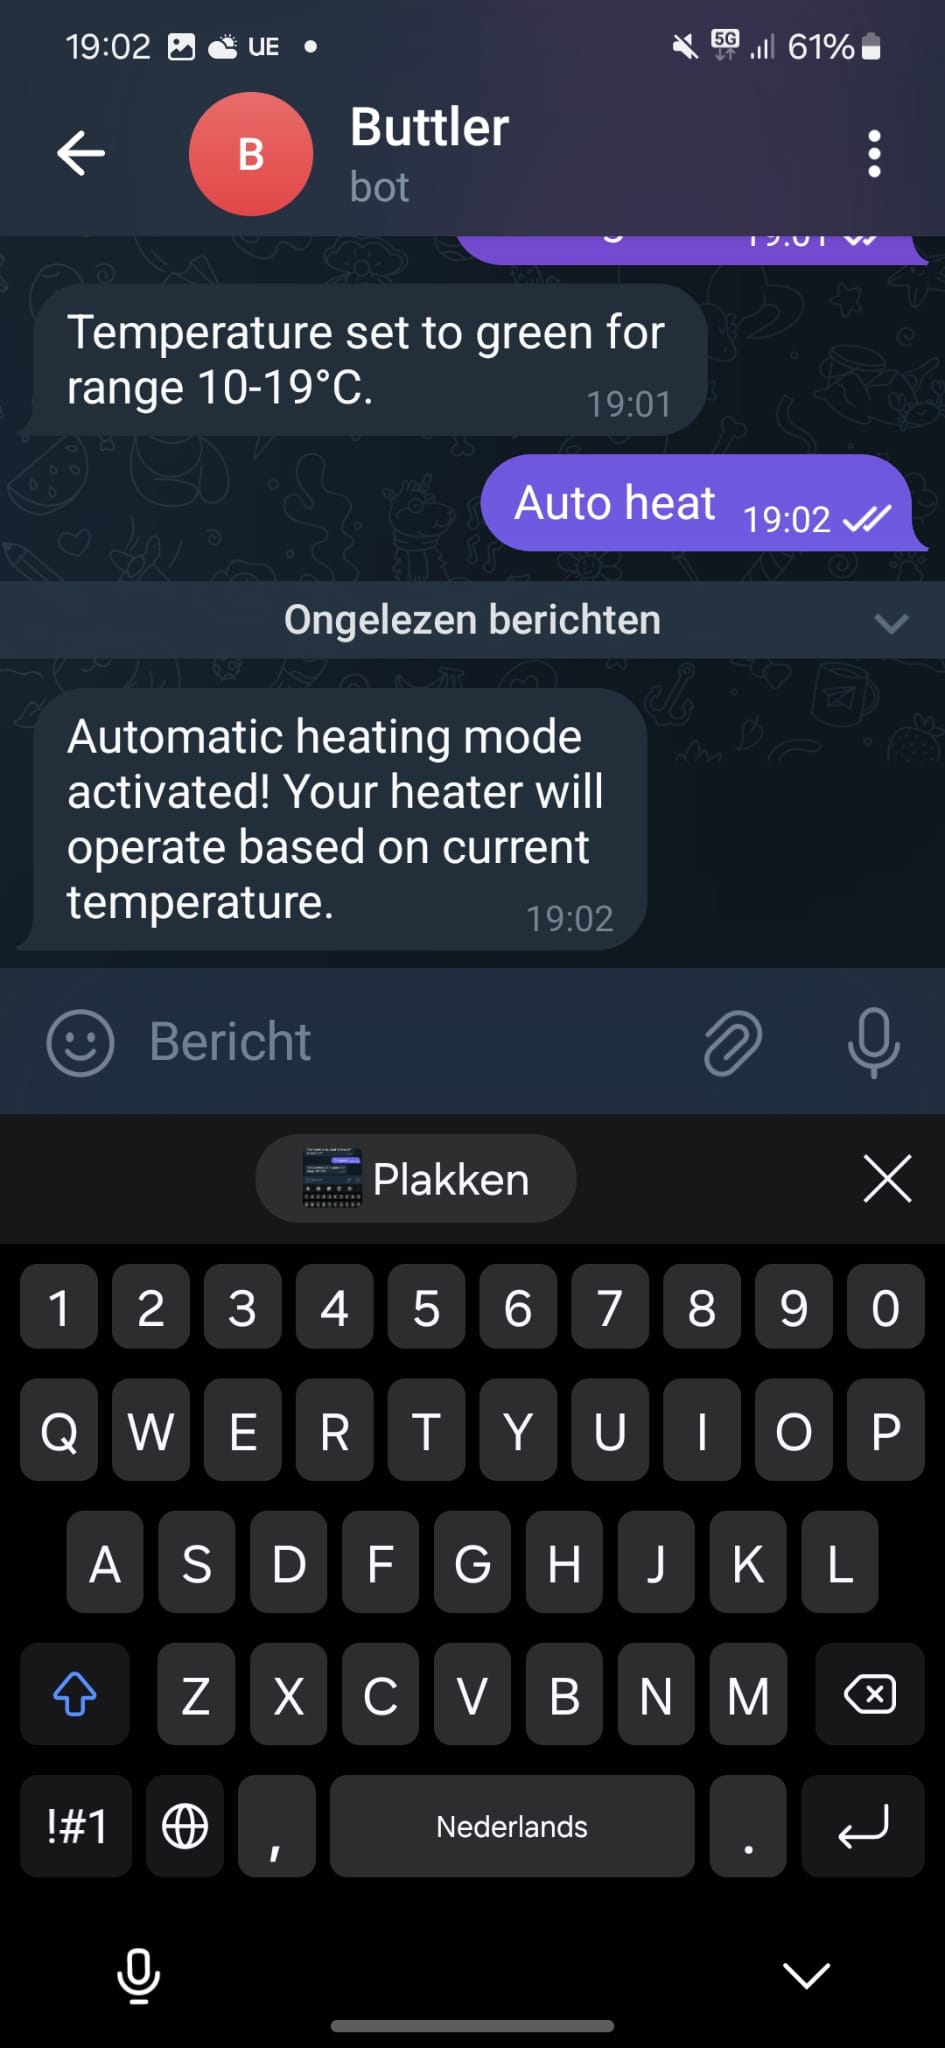 19:02 UE 5G 61%
B
Buttler
bot
19:01
Temperature set to green for
range 10-19°C.
19:01
Auto heat 19:02
Ongelezen berichten
Automatic heating mode
activated! Your heater will
operate based on current
temperature.
19:02
Bericht
Plakken
1 2 3 4 5 6 7 8 9 0
Q W E R T Y U I O P
A S D F G H J K L
Z X C V B N M
!#1 , Nederlands .